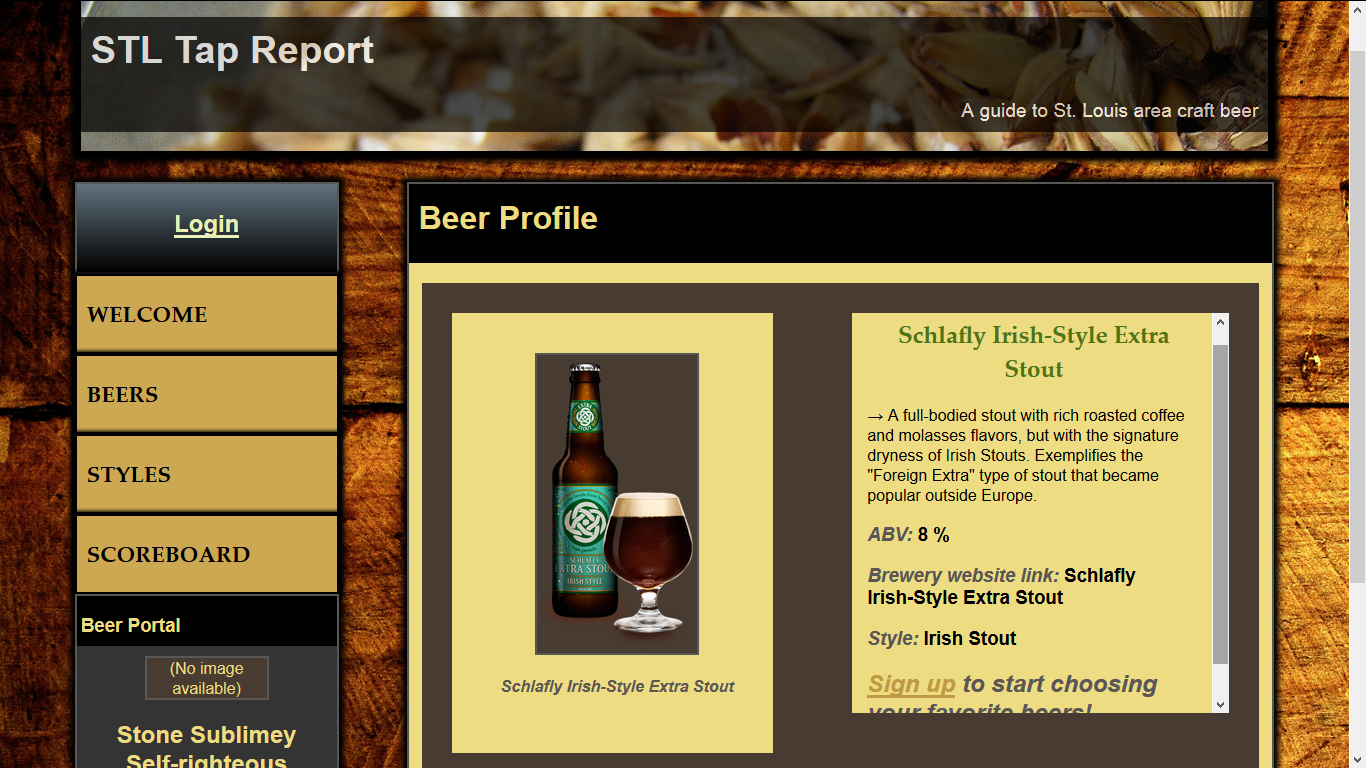 STL Tap Report
A guide to St. Louis area craft beer
Login
WELCOME
BEERS
STYLES
SCOREBOARD
Beer Portal
(No image
available)
Stone Sublimey
Self-righteous
Beer Profile
SCHLAFLY
EXTRA STOUT
IRISH STYLE
Schlafly Irish-Style Extra Stout
Schlafly Irish-Style Extra
Stout
→ A full-bodied stout with rich roasted coffee
and molasses flavors, but with the signature
dryness of Irish Stouts. Exemplifies the
"Foreign Extra" type of stout that became
popular outside Europe.
ABV: 8 %
Brewery website link: Schlafly
Irish-Style Extra Stout
Style: Irish Stout
Sign up to start choosing
your favorite beers!